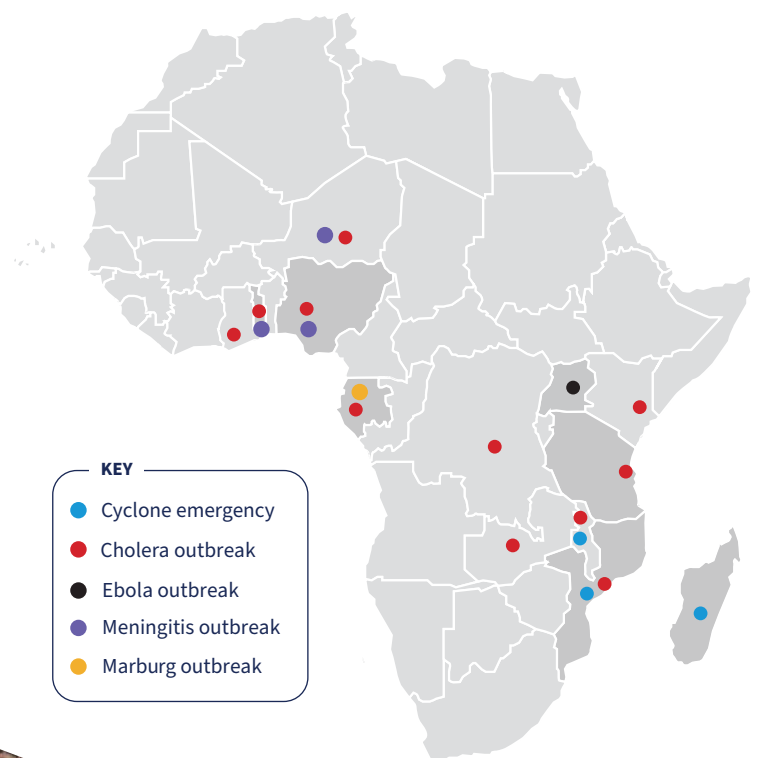 KEY
Cyclone emergency
Cholera outbreak
Ebola outbreak
Meningitis outbreak
Marburg outbreak